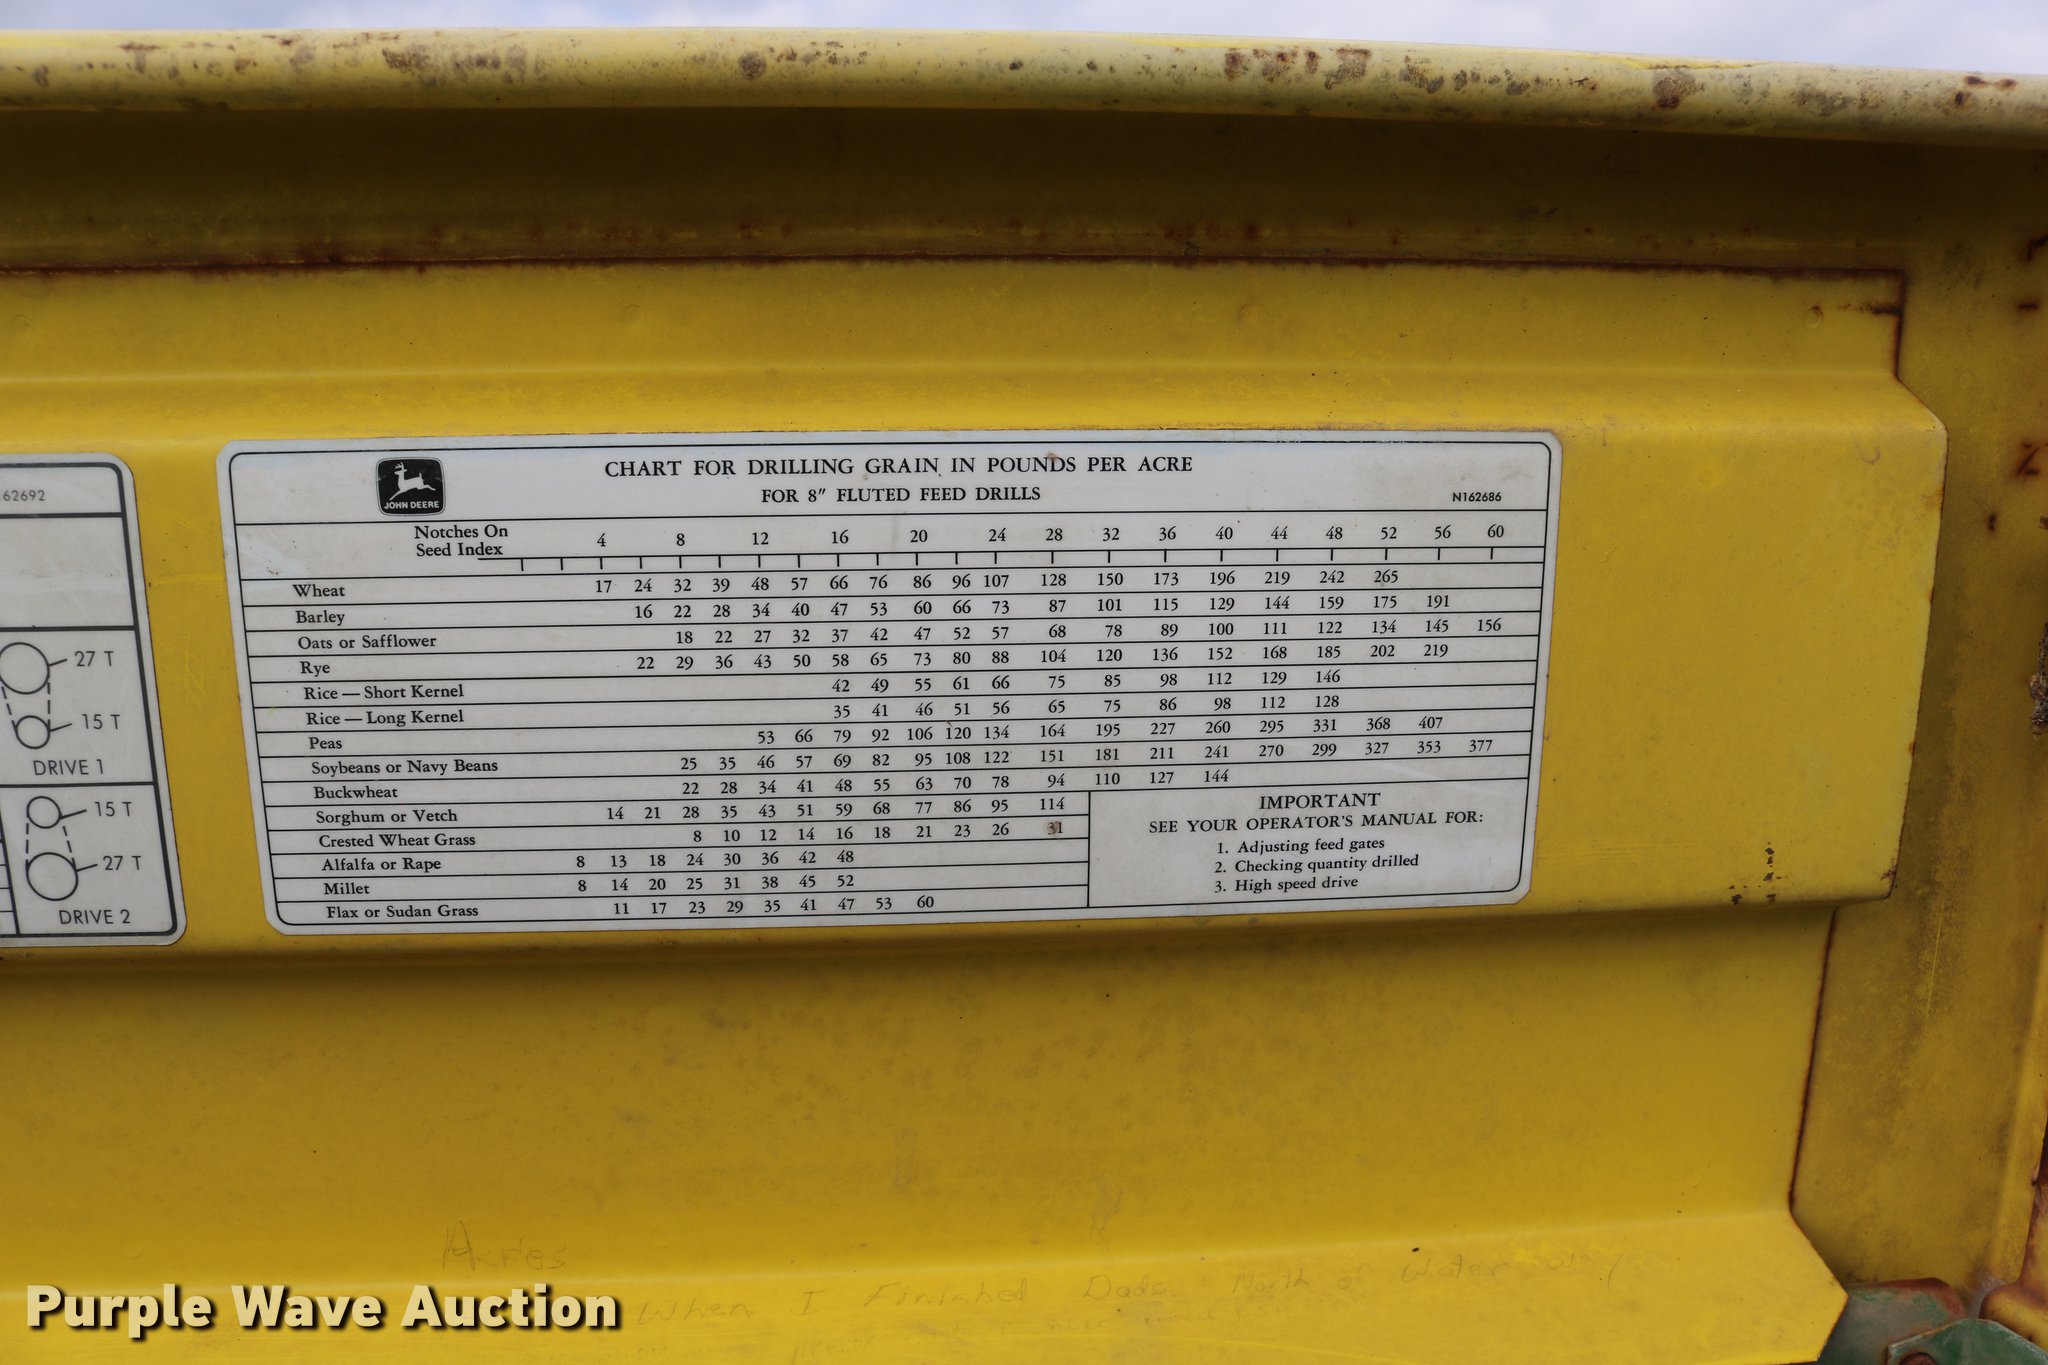 62692
27 T
15 T
DRIVE 1
15 T
27 T
DRIVE 2
JOHN DEERE
CHART FOR DRILLING GRAIN IN POUNDS PER ACRE
FOR 8" FLUTED FEED DRILLS
N162686
Notches On Seed Index 4 8 12 16 20 24 28 32 36 40 44 48 52 56 60
Wheat 17 24 32 39 48 57 66 76 86 96 107 128 150 173 196 219 242 265
Barley 16 22 28 34 40 47 53 60 66 73 87 101 115 129 144 159 175 191
Oats or Safflower 18 22 27 32 37 42 47 52 57 68 78 89 100 111 122 134 145 156
Rye 22 29 36 43 50 58 65 73 80 88 104 120 136 152 168 185 202 219
Rice — Short Kernel 42 49 55 61 66 75 85 98 112 129 146
Rice — Long Kernel 35 41 46 51 56 65 75 86 98 112 128
Peas 53 66 79 92 106 120 134 164 195 227 260 295 331 368 407
Soybeans or Navy Beans 25 35 46 57 69 82 95 108 122 151 181 211 241 270 299 327 353 377
Buckwheat 22 28 34 41 48 55 63 70 78 94 110 127 144
Sorghum or Vetch 14 21 28 35 43 51 59 68 77 86 95 114
Crested Wheat Grass 8 10 12 14 16 18 21 23 26 31
Alfalfa or Rape 8 13 18 24 30 36 42 48
Millet 8 14 20 25 31 38 45 52
Flax or Sudan Grass 11 17 23 29 35 41 47 53 60
IMPORTANT
SEE YOUR OPERATOR'S MANUAL FOR:
1. Adjusting feed gates
2. Checking quantity drilled
3. High speed drive
Akres
When I Finished Dads North of Water Way
Purple Wave Auction